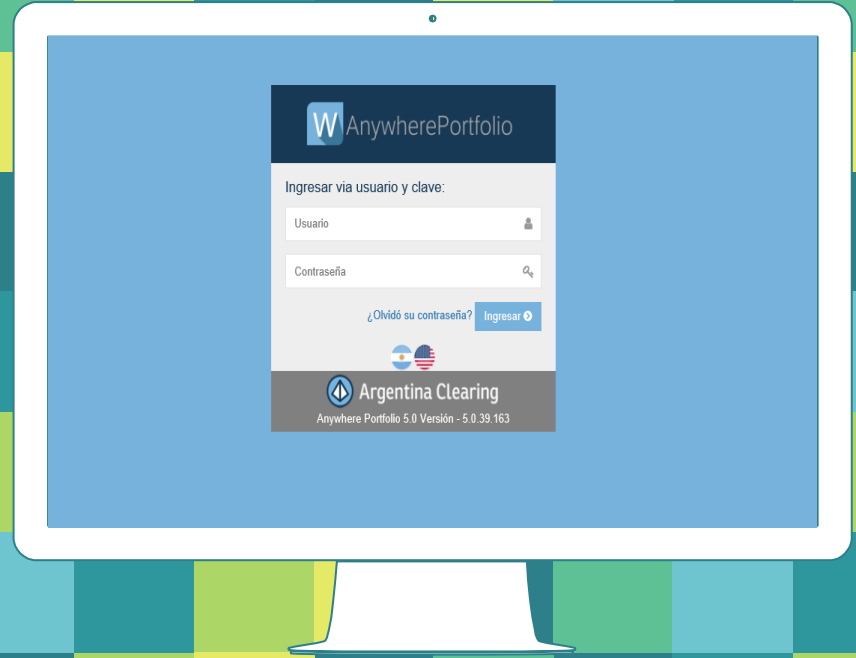 W AnywherePortfolio
Ingresar via usuario y clave:
Usuario
Contraseña
¿Olvidó su contraseña? Ingresar
Argentina Clearing
Anywhere Portfolio 5.0 Versión - 5.0.39.163